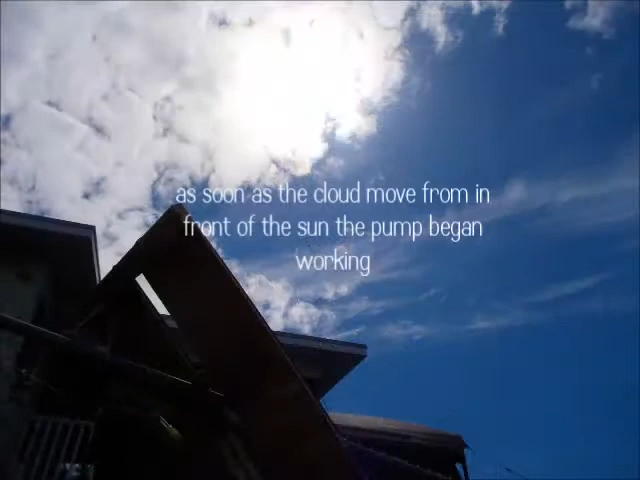 as soon as the cloud move from in
front of the sun the pump began
working